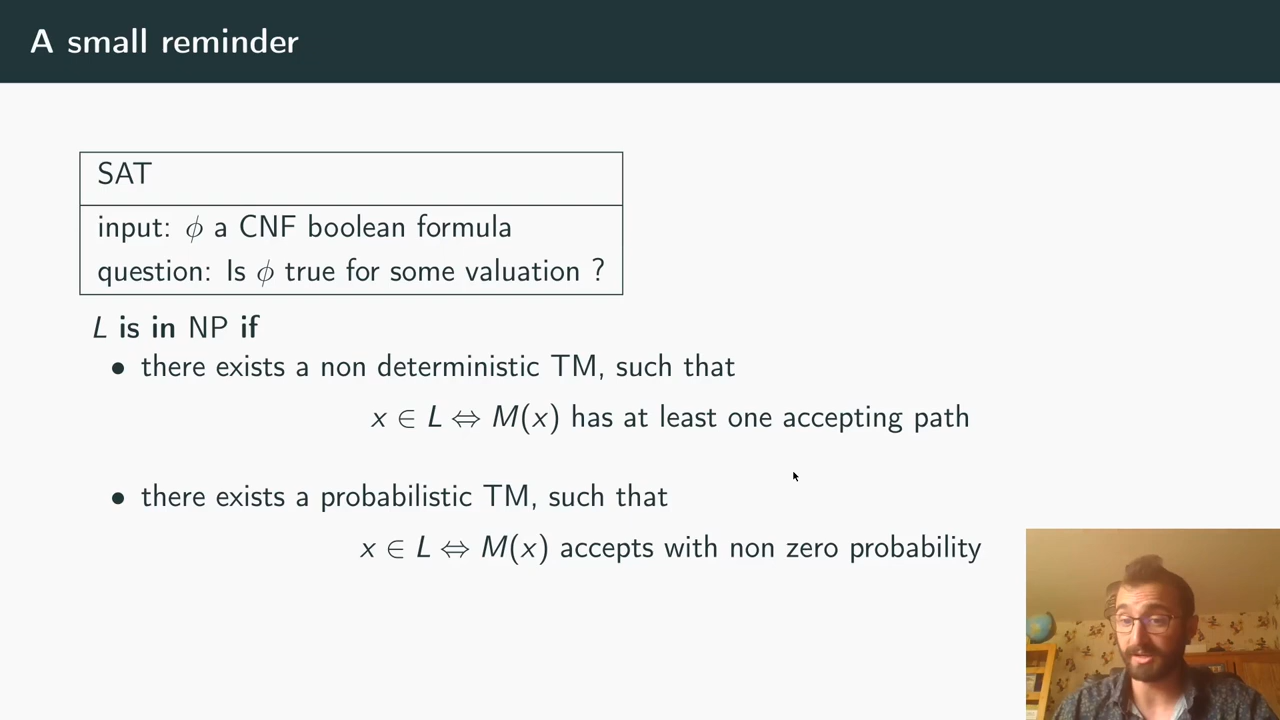 A small reminder
SAT
input: ϕ a CNF boolean formula
question: Is ϕ true for some valuation ?
L is in NP if
• there exists a non deterministic TM, such that
x ∈ L ⇔ M(x) has at least one accepting path
• there exists a probabilistic TM, such that
x ∈ L ⇔ M(x) accepts with non zero probability